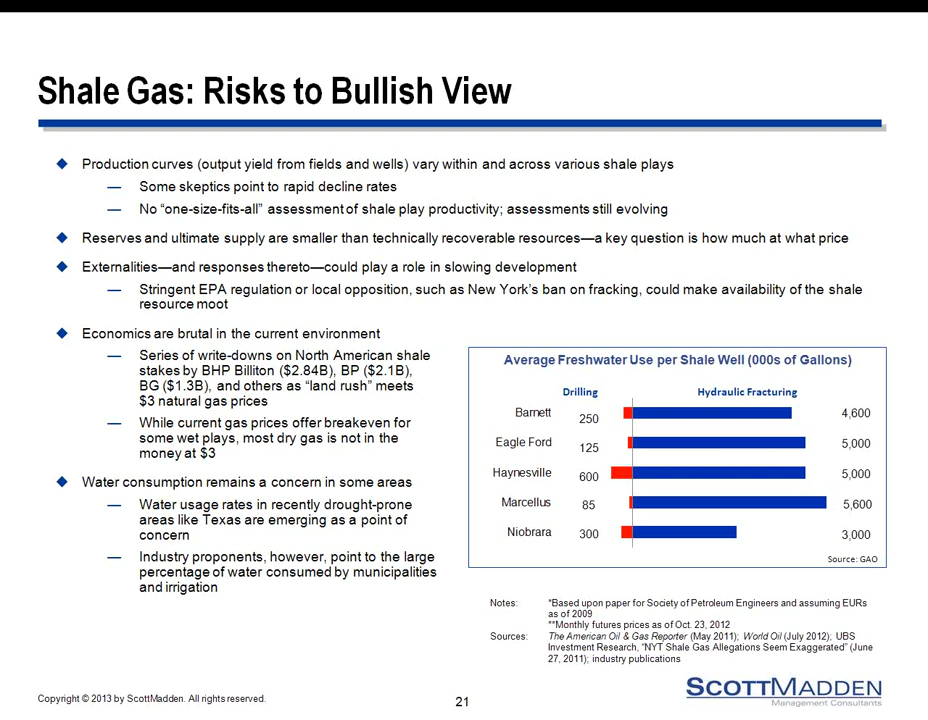 Shale Gas: Risks to Bullish View
Production curves (output yield from fields and wells) vary within and across various shale plays
— Some skeptics point to rapid decline rates
— No “one-size-fits-all” assessment of shale play productivity; assessments still evolving
Reserves and ultimate supply are smaller than technically recoverable resources—a key question is how much at what price
Externalities—and responses thereto—could play a role in slowing development
— Stringent EPA regulation or local opposition, such as New York’s ban on fracking, could make availability of the shale
resource moot
Economics are brutal in the current environment
— Series of write-downs on North American shale
stakes by BHP Billiton ($2.84B), BP ($2.1B),
BG ($1.3B), and others as “land rush” meets
$3 natural gas prices
— While current gas prices offer breakeven for
some wet plays, most dry gas is not in the
money at $3
Water consumption remains a concern in some areas
— Water usage rates in recently drought-prone
areas like Texas are emerging as a point of
concern
— Industry proponents, however, point to the large
percentage of water consumed by municipalities
and irrigation
Average Freshwater Use per Shale Well (000s of Gallons)
Drilling Hydraulic Fracturing
Barnett 250 4,600
Eagle Ford 125 5,000
Haynesville 600 5,000
Marcellus 85 5,600
Niobrara 300 3,000
Source: GAO
Notes: *Based upon paper for Society of Petroleum Engineers and assuming EURs
as of 2009
**Monthly futures prices as of Oct. 23, 2012
Sources: The American Oil & Gas Reporter (May 2011); World Oil (July 2012); UBS
Investment Research, “NYT Shale Gas Allegations Seem Exaggerated” (June
27, 2011); industry publications
Copyright © 2013 by ScottMadden. All rights reserved.
21
SCOTTMADDEN
Management Consultants